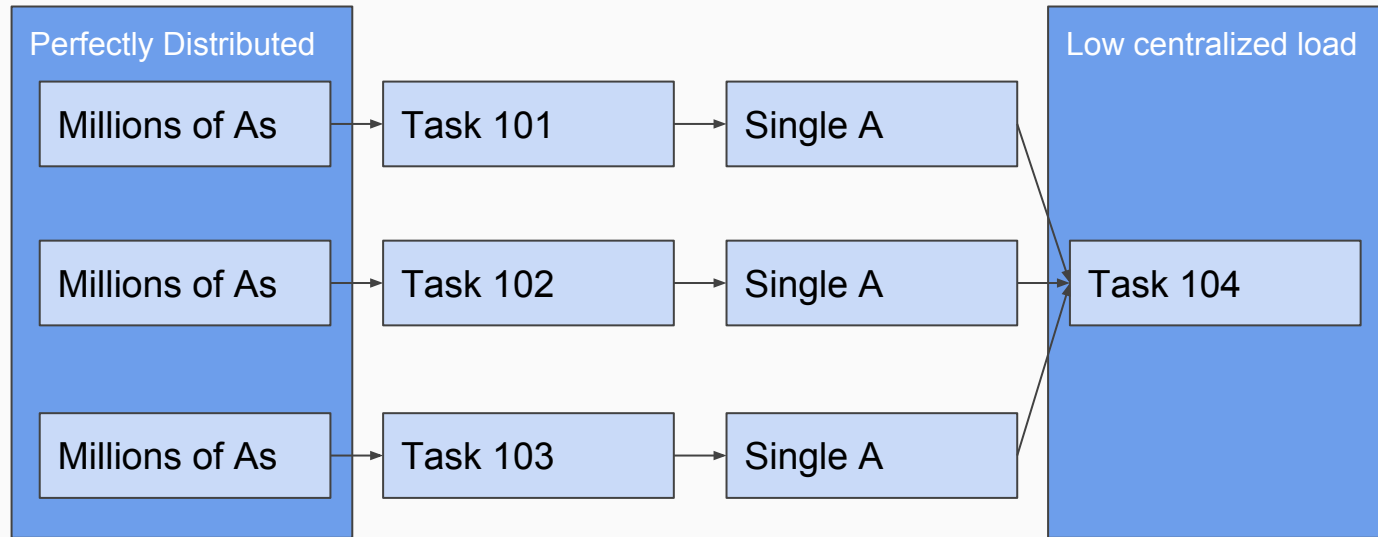 Perfectly Distributed
Low centralized load
Millions of As
Task 101
Single A
Millions of As
Task 102
Single A
Task 104
Millions of As
Task 103
Single A